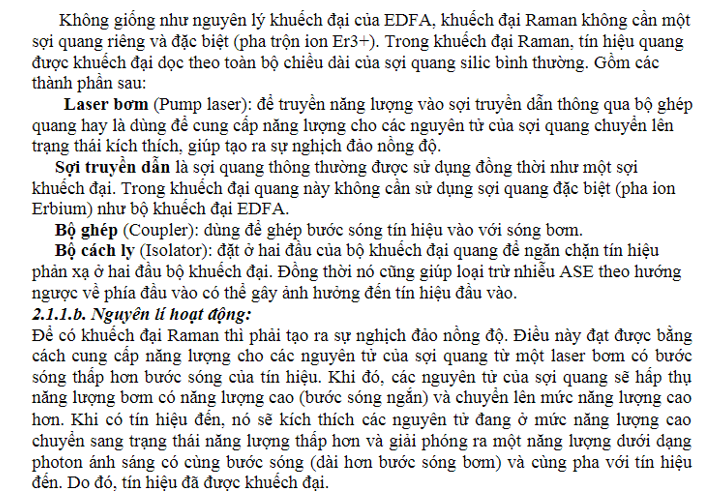 Không giống như nguyên lý khuếch đại của EDFA, khuếch đại Raman không cần một
sợi quang riêng và đặc biệt (pha trộn ion Er3+). Trong khuếch đại Raman, tín hiệu quang
được khuếch đại dọc theo toàn bộ chiều dài của sợi quang silic bình thường. Gồm các
thành phần sau:
Laser bơm (Pump laser): để truyền năng lượng vào sợi truyền dẫn thông qua bộ ghép
quang hay là dùng để cung cấp năng lượng cho các nguyên tử của sợi quang chuyển lên
trạng thái kích thích, giúp tạo ra sự nghịch đảo nồng độ.
Sợi truyền dẫn là sợi quang thông thường được sử dụng đồng thời như một sợi
khuếch đại. Trong khuếch đại quang này không cần sử dụng sợi quang đặc biệt (pha ion
Erbium) như bộ khuếch đại EDFA.
Bộ ghép (Coupler): dùng để ghép bước sóng tín hiệu vào với sóng bơm.
Bộ cách ly (Isolator): đặt ở hai đầu của bộ khuếch đại quang để ngăn chặn tín hiệu
phản xạ ở hai đầu bộ khuếch đại. Đồng thời nó cũng giúp loại trừ nhiễu ASE theo hướng
ngược về phía đầu vào có thể gây ảnh hưởng đến tín hiệu đầu vào.
2.1.1.b. Nguyên lí hoạt động:
Để có khuếch đại Raman thì phải tạo ra sự nghịch đảo nồng độ. Điều này đạt được bằng
cách cung cấp năng lượng cho các nguyên tử của sợi quang từ một laser bơm có bước
sóng thấp hơn bước sóng của tín hiệu. Khi đó, các nguyên tử của sợi quang sẽ hấp thụ
năng lượng bơm có năng lượng cao (bước sóng ngắn) và chuyển lên mức năng lượng cao
hơn. Khi có tín hiệu đến, nó sẽ kích thích các nguyên tử đang ở mức năng lượng cao
chuyển sang trạng thái năng lượng thấp hơn và giải phóng ra một năng lượng dưới dạng
photon ánh sáng có cùng bước sóng (dài hơn bước sóng bơm) và cùng pha với tín hiệu
đến. Do đó, tín hiệu đã được khuếch đại.